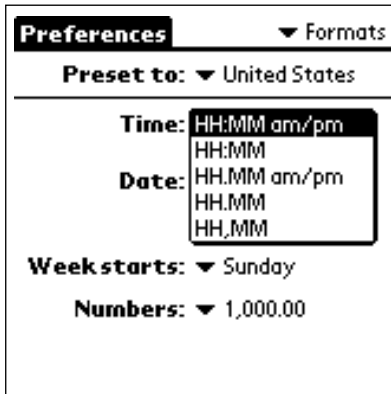 Preferences Formats
Preset to: United States
Time: HH:MM am/pm
HH:MM
Date: HH.MM am/pm
HH.MM
HH,MM
Week starts: Sunday
Numbers: 1,000.00